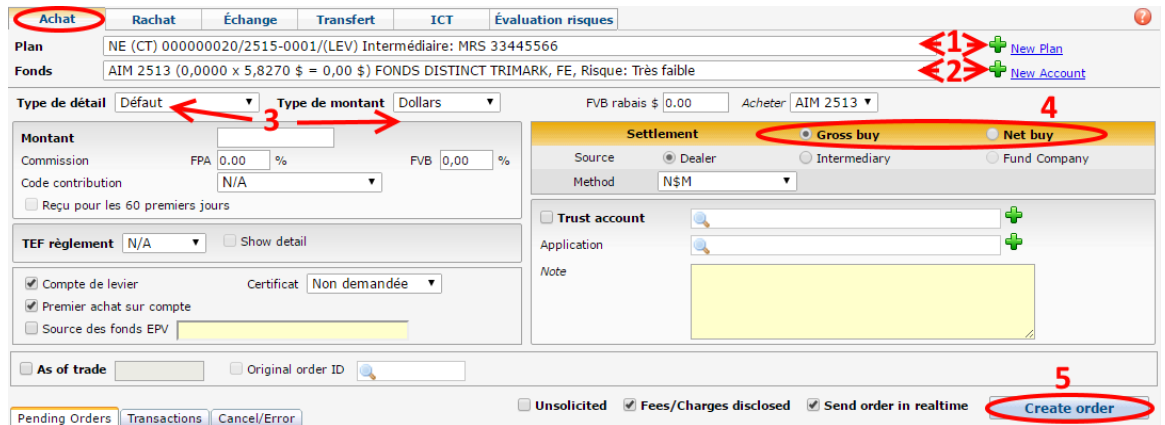 Achat Rachat Échange Transfert ICT Évaluation risques ?
Plan NE (CT) 000000020/2515-0001/(LEV) Intermédiaire: MRS 33445566 1 New Plan
Fonds AIM 2513 (0,0000 x 5,8270 $ = 0,00 $) FONDS DISTINCT TRIMARK, FE, Risque: Très faible 2 New Account
Type de détail Défaut 3 Type de montant Dollars FVB rabais $ 0.00 Acheter AIM 2513 4
Montant
Commission FPA 0.00 % FVB 0,00 %
Code contribution N/A
Reçu pour les 60 premiers jours
Settlement Gross buy Net buy
Source Dealer Intermediary Fund Company
Method N$M
TEF règlement N/A Show detail
Trust account
Application
Note
Compte de levier Certificat Non demandée
Premier achat sur compte
Source des fonds EPV
As of trade Original order ID 5
Unsolicited Fees/Charges disclosed Send order in realtime Create order
Pending Orders Transactions Cancel/Error